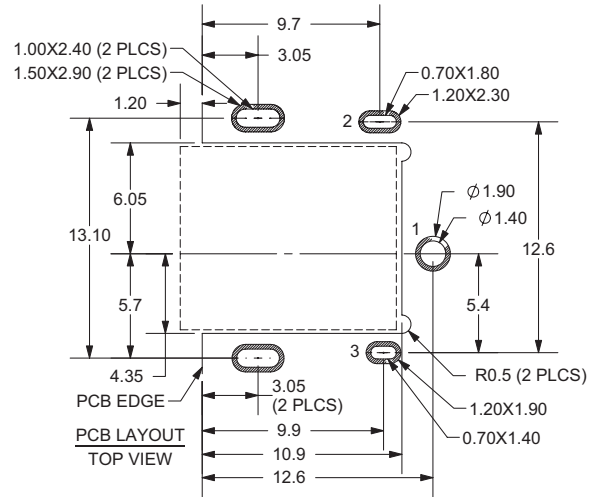 9.7
1.00X2.40 (2 PLCS)
3.05
1.50X2.90 (2 PLCS)
0.70X1.80
1.20
1.20X2.30
2
6.05
Ø1.90
1
Ø1.40
13.10
12.6
5.7
5.4
3
4.35
R0.5 (2 PLCS)
3.05
(2 PLCS)
PCB EDGE
1.20X1.90
9.9
PCB LAYOUT
0.70X1.40
10.9
TOP VIEW
12.6